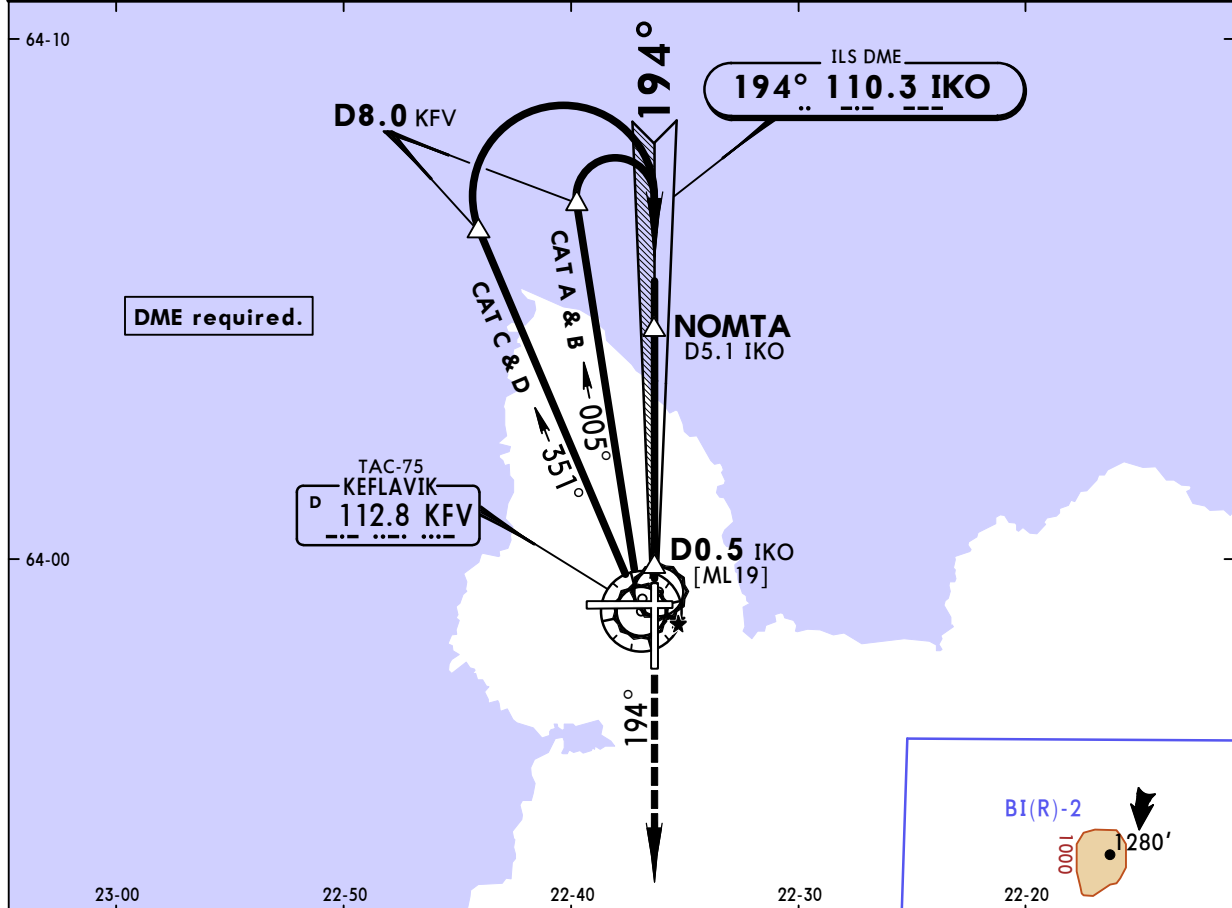 64-10
194°
ILS DME
194° 110.3 IKO
D8.0 KFV
CAT A & B
005°
CAT C & D
351°
NOMTA
D5.1 IKO
DME required.
TAC-75
KEFLAVIK
D 112.8 KFV
64-00
D0.5 IKO
[ML19]
194°
BI(R)-2
1280'
1000
23-00
22-50
22-40
22-30
22-20